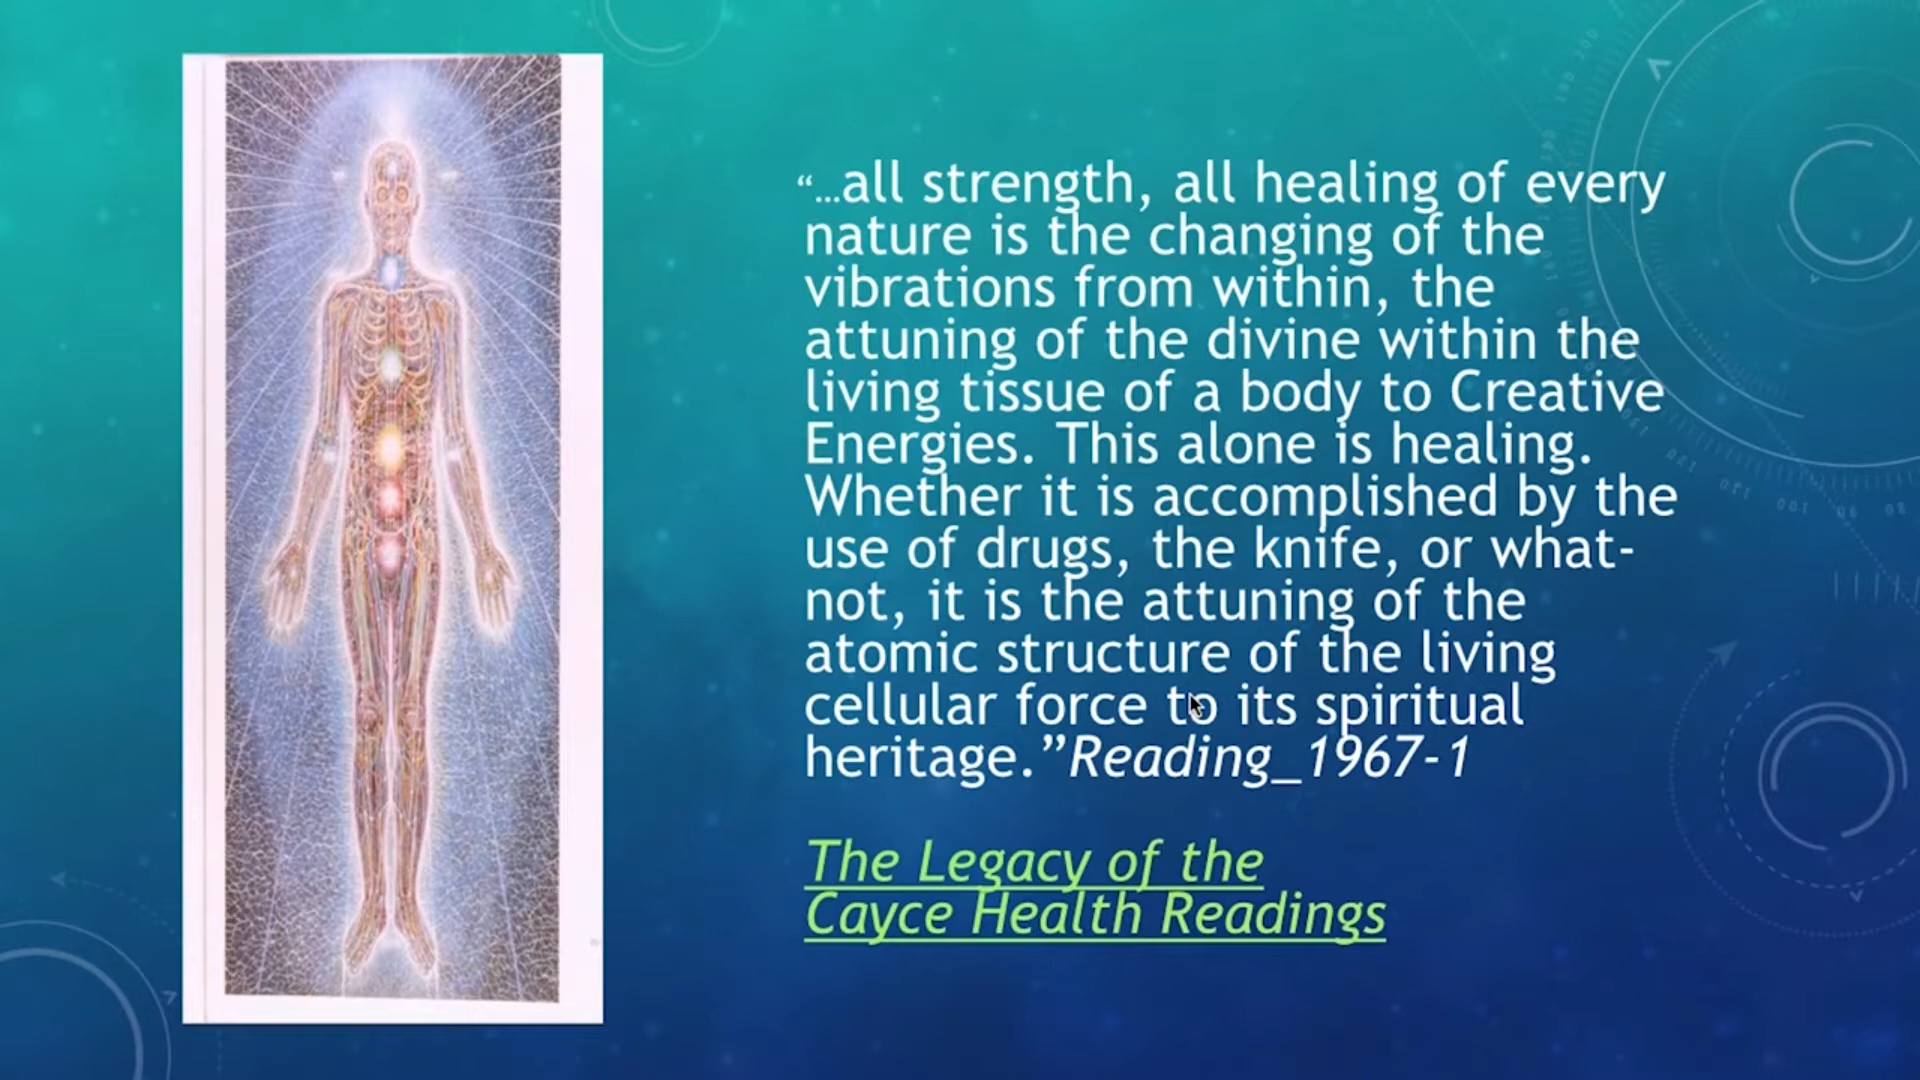 “…all strength, all healing of every
nature is the changing of the
vibrations from within, the
attuning of the divine within the
living tissue of a body to Creative
Energies. This alone is healing.
Whether it is accomplished by the
use of drugs, the knife, or what-
not, it is the attuning of the
atomic structure of the living
cellular force to its spiritual
heritage.”Reading_1967-1
The Legacy of the
Cayce Health Readings